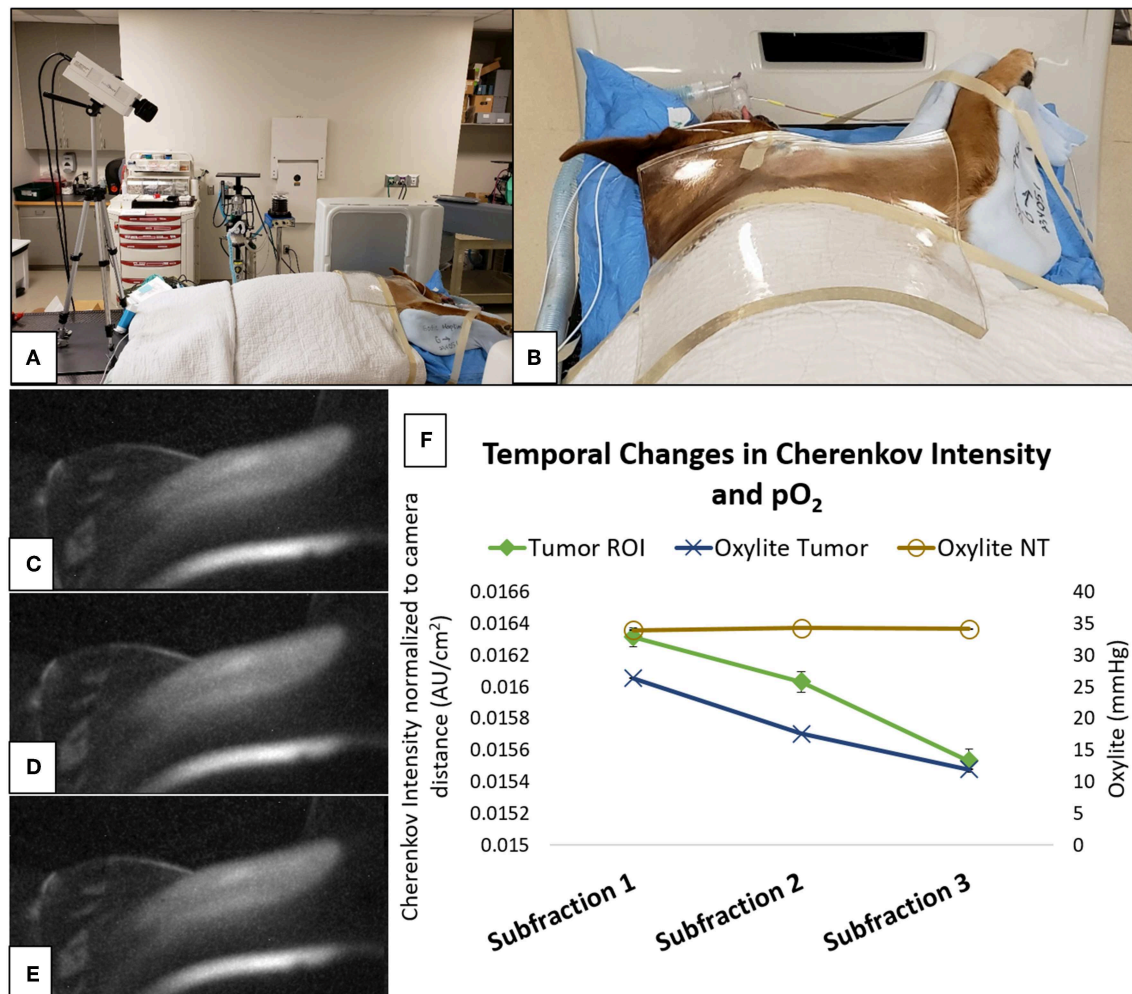 A
B
C
D
E
F
Temporal Changes in Cherenkov Intensity
and pO₂
Tumor ROI
Oxylite Tumor
Oxylite NT
Cherenkov Intensity normalized to camera
distance (AU/cm²)
0.0166
0.0164
0.0162
0.016
0.0158
0.0156
0.0154
0.0152
0.015
40
35
30
25
20
15
10
5
0
Oxylite (mmHg)
Subfraction 1
Subfraction 2
Subfraction 3